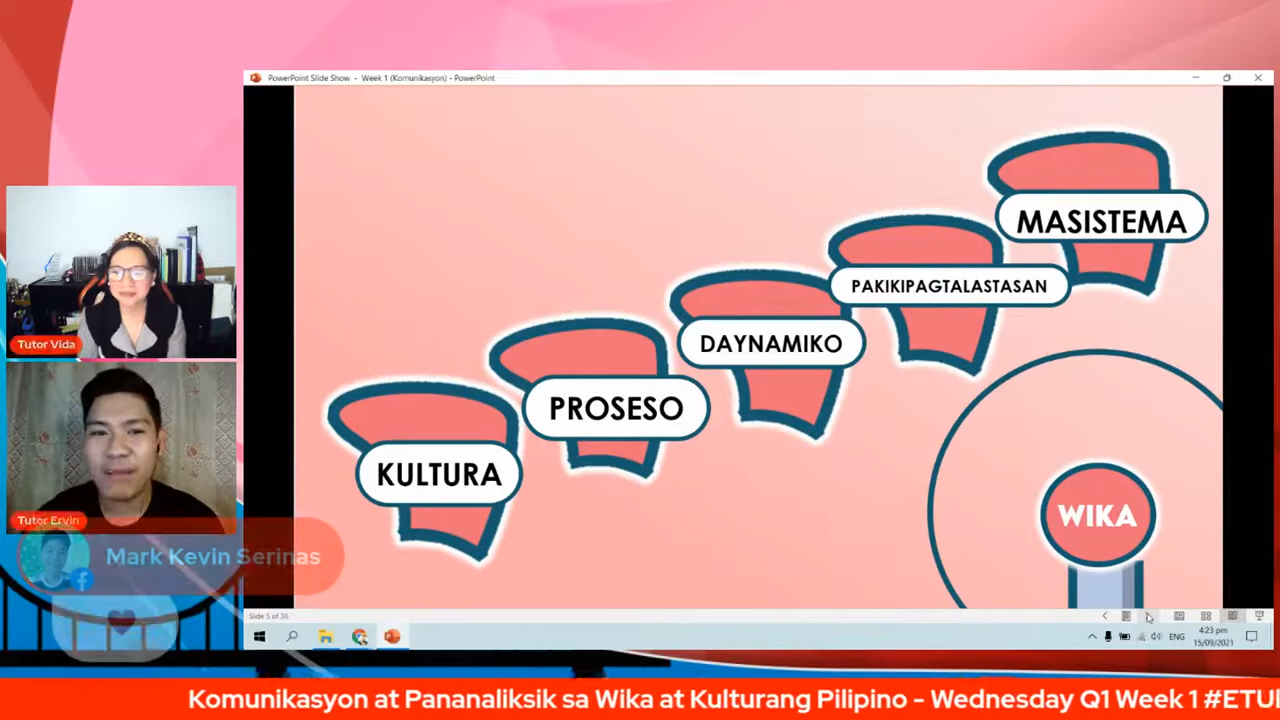 PowerPoint Slide Show - Week 1 (Komunikasyon) - PowerPoint
MASISTEMA
PAKIKIPAGTALASTASAN
DAYNAMIKO
PROSESO
KULTURA
WIKA
Tutor Vida
Tutor Ervin
Mark Kevin Serinas
Slide 5 of 36
ENG
4:23 pm
15/09/2021
Komunikasyon at Pananaliksik sa Wika at Kulturang Pilipino - Wednesday Q1 Week 1 #ETU